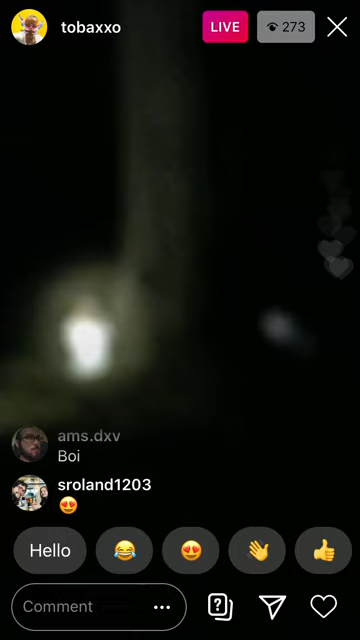 tobaxxo
LIVE
273
ams.dxv
Boi
sroland1203
😍
Hello
😂
😍
👋
👍
Comment